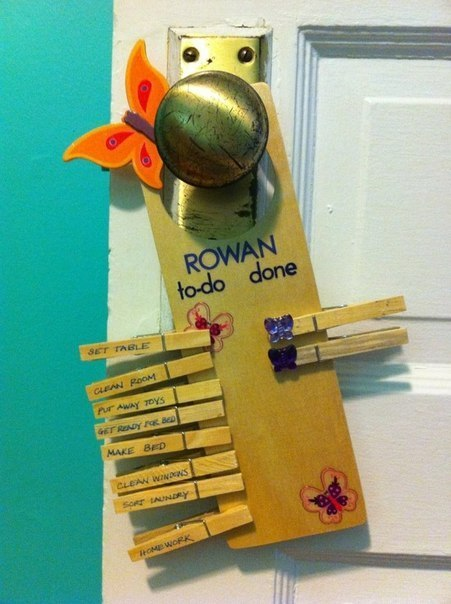 ROWAN
to-do done
SET TABLE
CLEAN ROOM
PUT AWAY TOYS
GET READY FOR BED
MAKE BED
CLEAN WINDOWS
SORT LAUNDRY
HOMEWORK